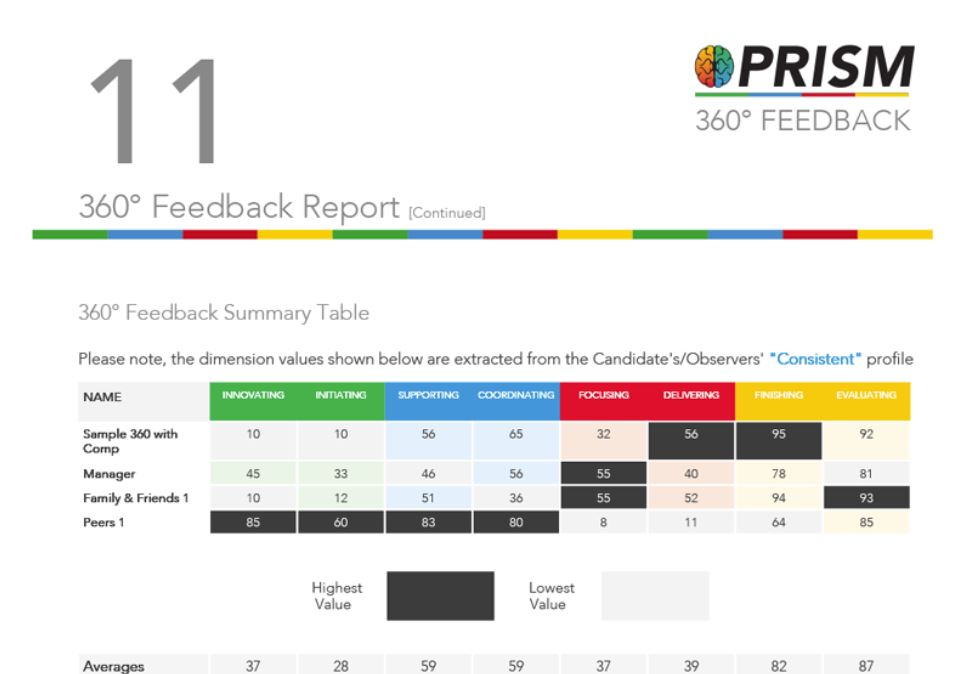 11
PRISM
360° FEEDBACK
360° Feedback Report [Continued]
360° Feedback Summary Table
Please note, the dimension values shown below are extracted from the Candidate's/Observers' "Consistent" profile
NAME INNOVATING INITIATING SUPPORTING COORDINATING FOCUSING DELIVERING FINISHING EVALUATING
Sample 360 with Comp 10 10 56 65 32 56 95 92
Manager 45 33 46 56 55 40 78 81
Family & Friends 1 10 12 51 36 55 52 94 93
Peers 1 85 60 83 80 8 11 64 85
Highest Value
Lowest Value
Averages 37 28 59 59 37 39 82 87